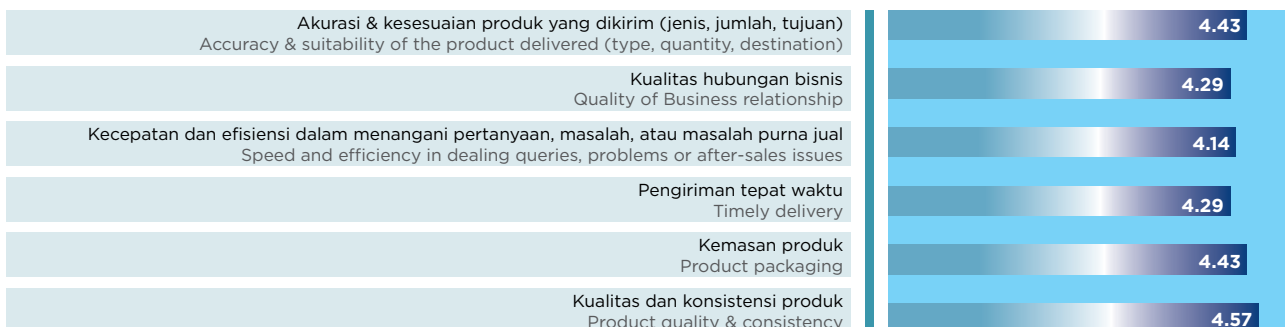 Akurasi & kesesuaian produk yang dikirim (jenis, jumlah, tujuan)
Accuracy & suitability of the product delivered (type, quantity, destination)
4.43
Kualitas hubungan bisnis
Quality of Business relationship
4.29
Kecepatan dan efisiensi dalam menangani pertanyaan, masalah, atau masalah purna jual
Speed and efficiency in dealing queries, problems or after-sales issues
4.14
Pengiriman tepat waktu
Timely delivery
4.29
Kemasan produk
Product packaging
4.43
Kualitas dan konsistensi produk
Product quality & consistency
4.57